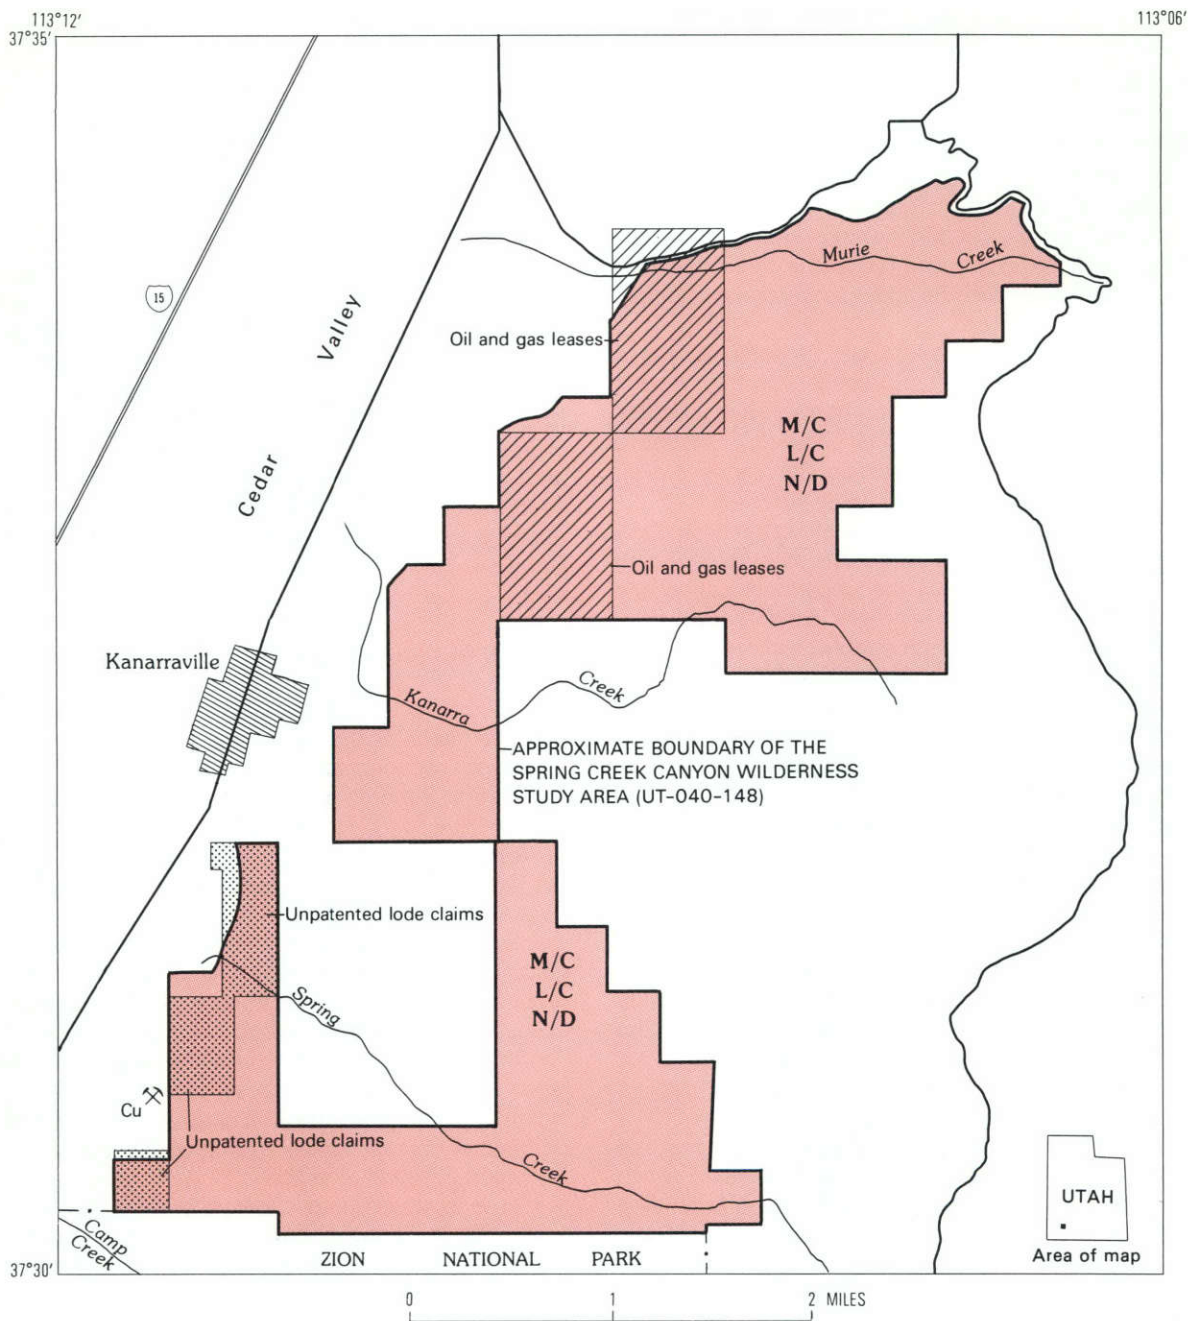 113°12'
113°06'
37°35'
15
Cedar Valley
Murie Creek
Oil and gas leases
M/C
L/C
N/D
Oil and gas leases
Kanarraville
Kanarra Creek
APPROXIMATE BOUNDARY OF THE
SPRING CREEK CANYON WILDERNESS
STUDY AREA (UT-040-148)
Unpatented lode claims
M/C
L/C
N/D
Spring Creek
Cu
Unpatented lode claims
UTAH
Camp
Creek
ZION NATIONAL PARK
Area of map
37°30'
0 1 2 MILES